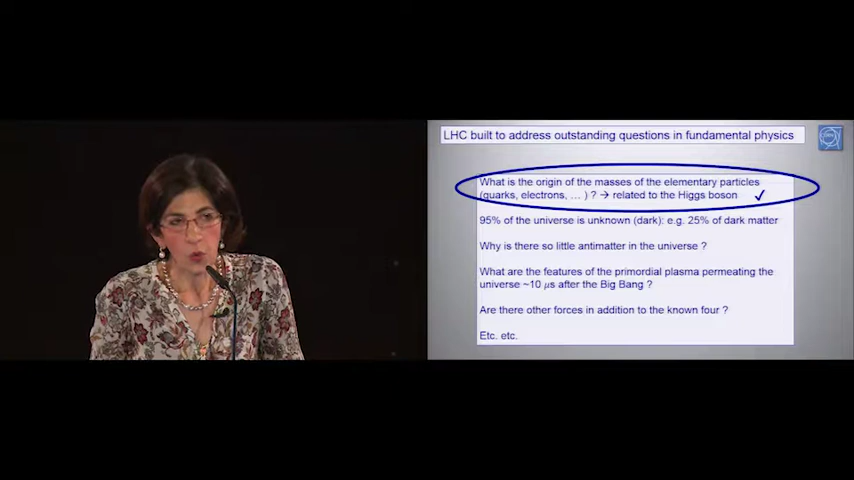 LHC built to address outstanding questions in fundamental physics
What is the origin of the masses of the elementary particles
(quarks, electrons, … ) ? → related to the Higgs boson ✓
95% of the universe is unknown (dark): e.g. 25% of dark matter
Why is there so little antimatter in the universe ?
What are the features of the primordial plasma permeating the
universe ~10 μs after the Big Bang ?
Are there other forces in addition to the known four ?
Etc. etc.